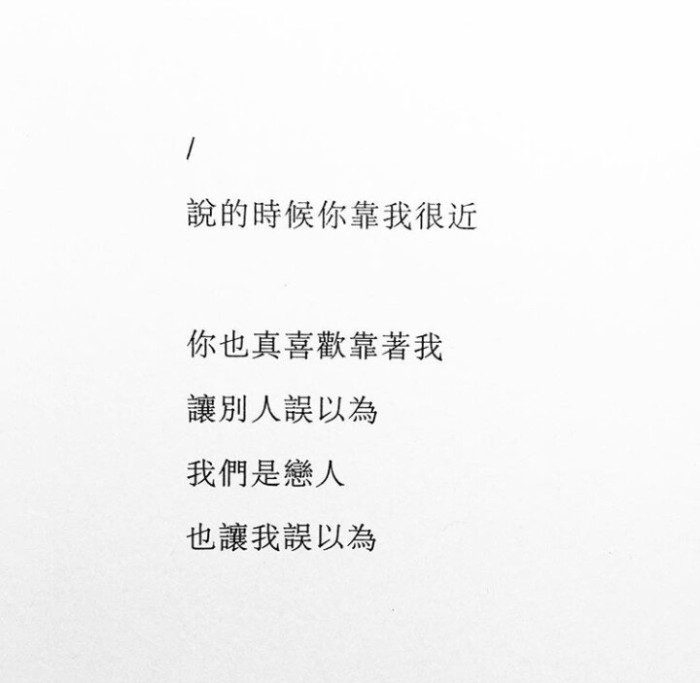 /
說的時候你靠我很近
你也真喜歡靠著我
讓別人誤以為
我們是戀人
也讓我誤以為